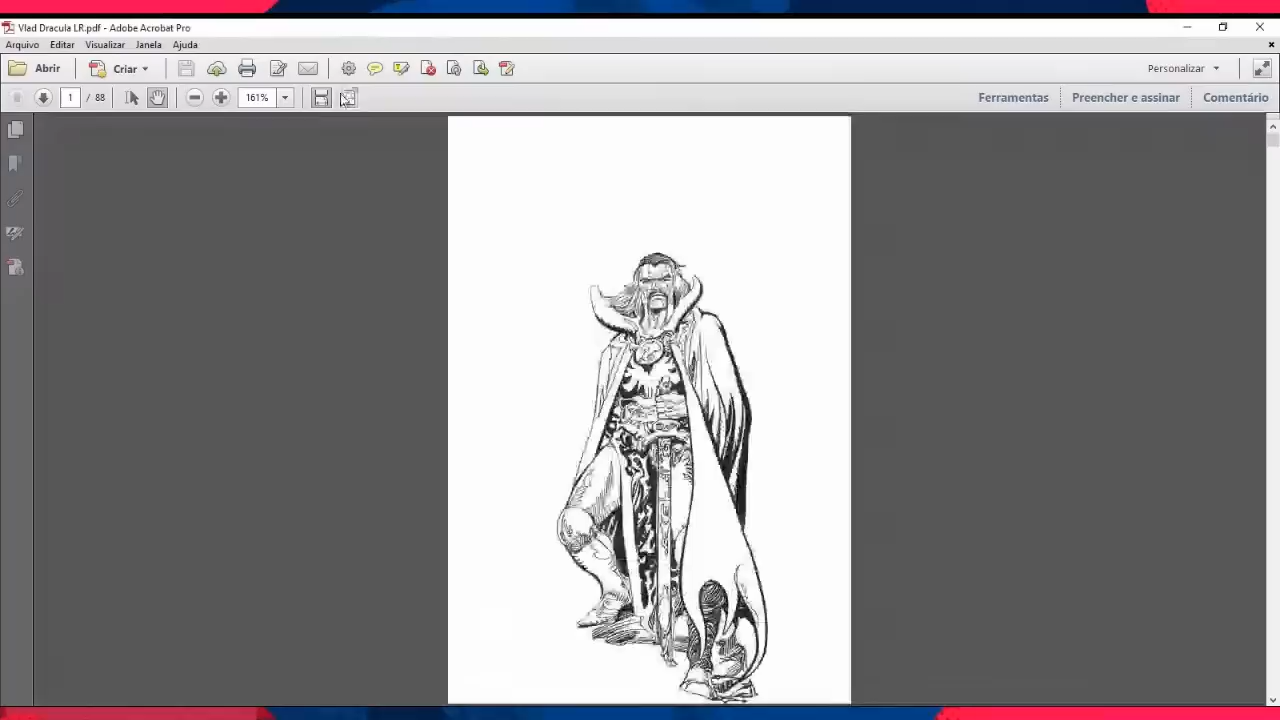 Vlad Dracula LR.pdf - Adobe Acrobat Pro
Arquivo Editar Visualizar Janela Ajuda
Abrir Criar Personalizar
1 / 88 161% Ferramentas Preencher e assinar Comentário